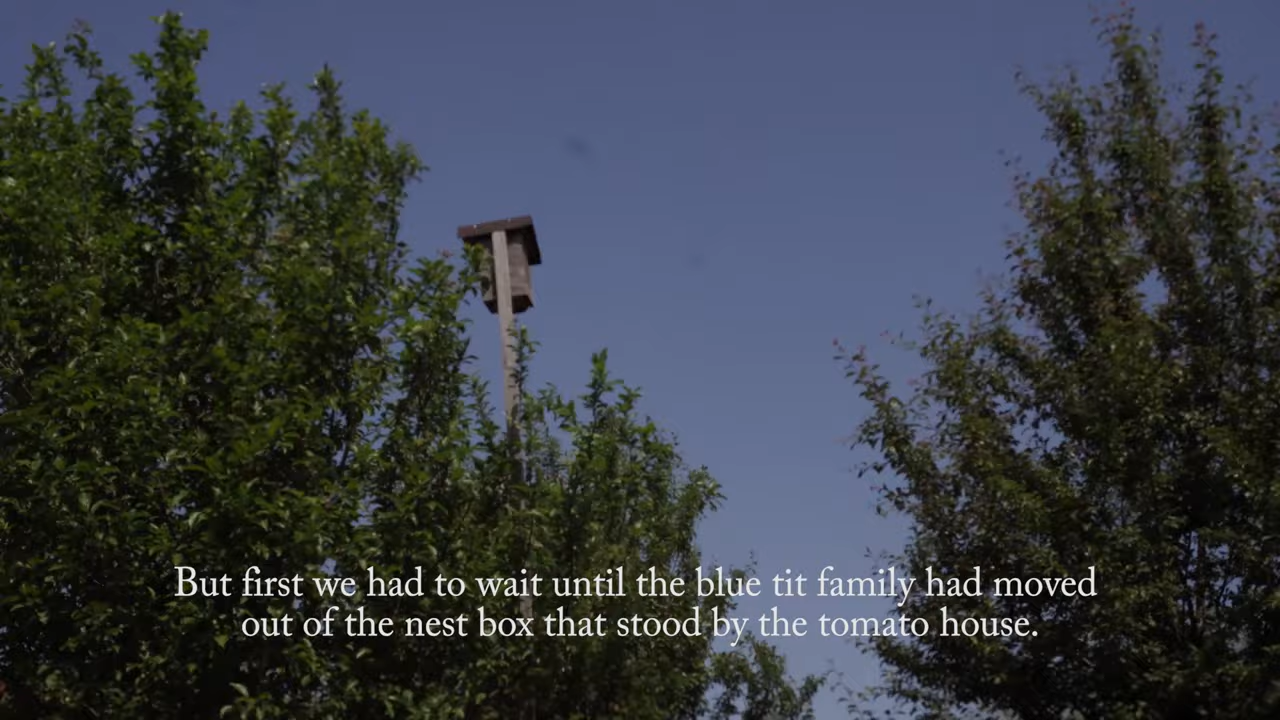 But first we had to wait until the blue tit family had moved
out of the nest box that stood by the tomato house.